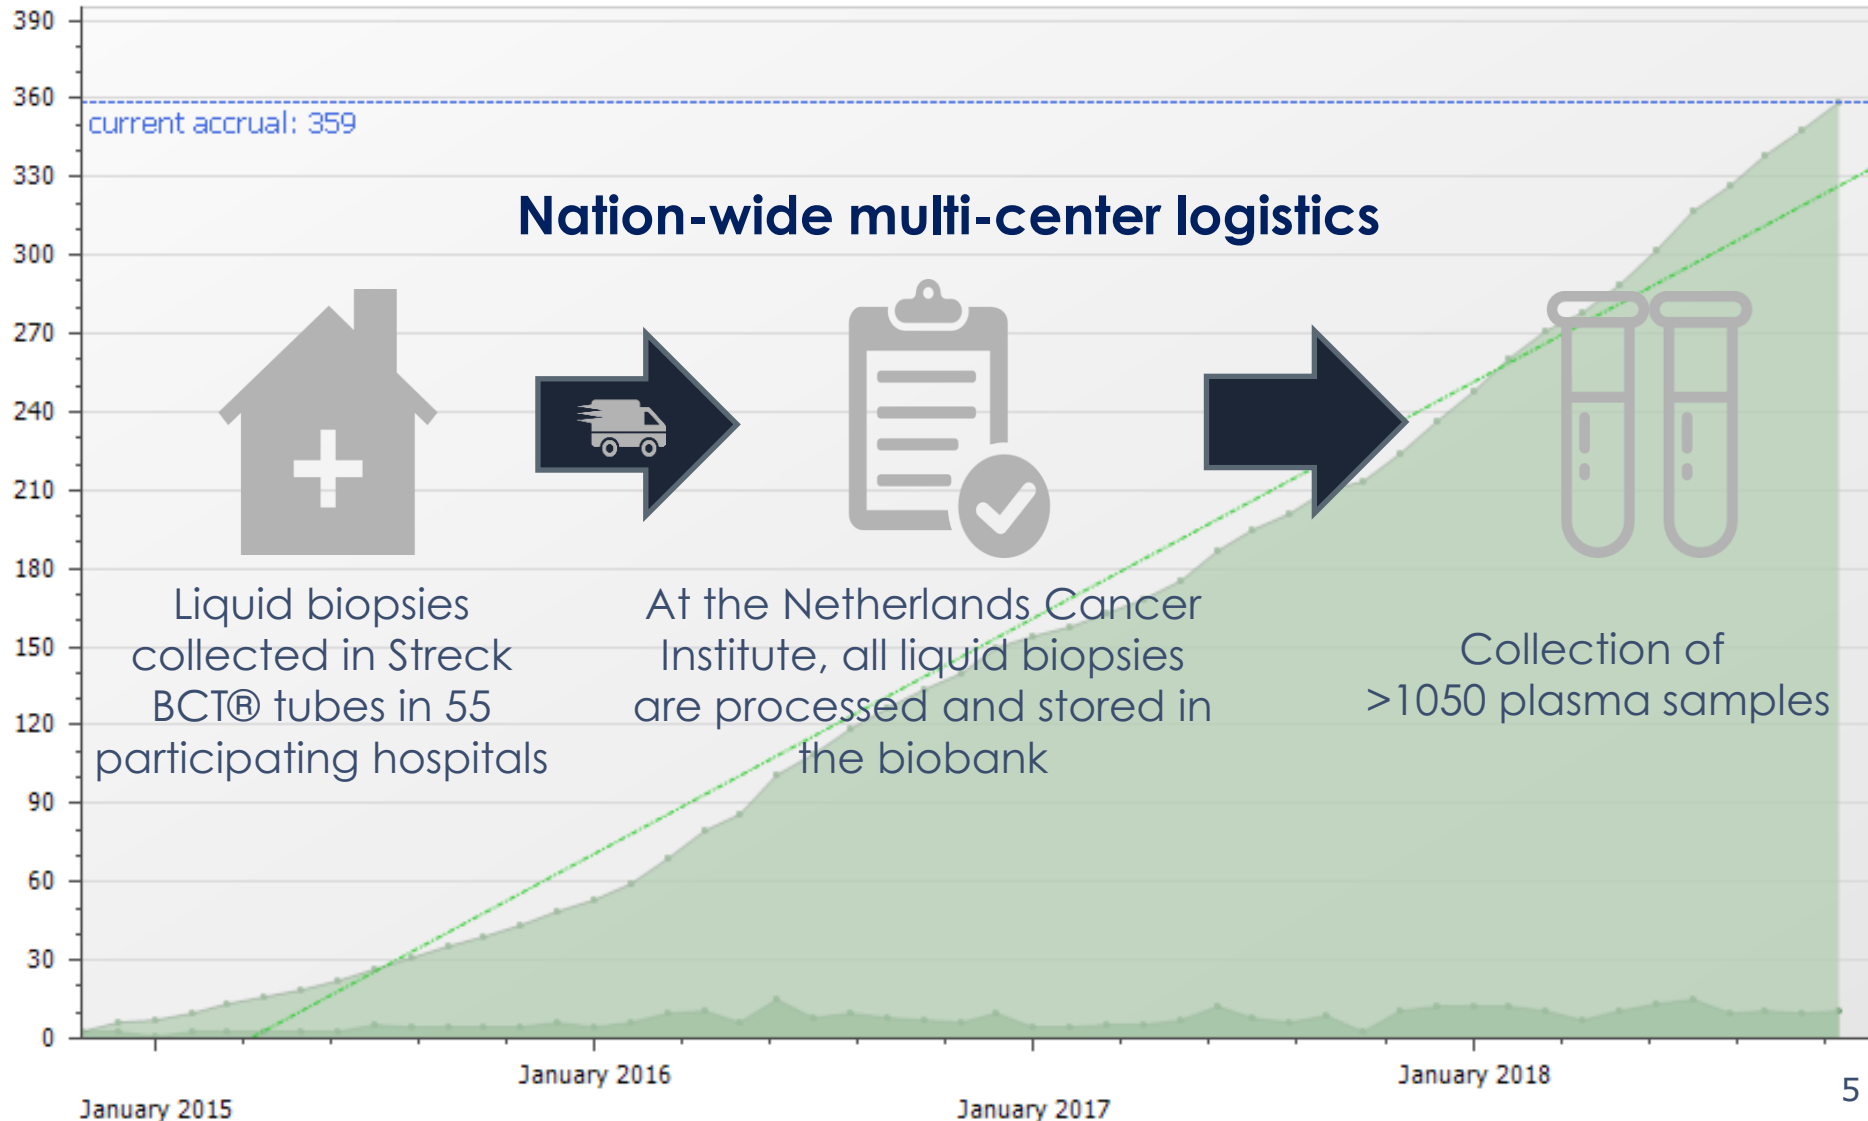 390
360
current accrual: 359
330
Nation-wide multi-center logistics
300
270
240
210
180
Liquid biopsies
collected in Streck
BCT® tubes in 55
participating hospitals
At the Netherlands Cancer
Institute, all liquid biopsies
are processed and stored in
the biobank
Collection of
>1050 plasma samples
150
120
90
60
30
0
January 2015
January 2016
January 2017
January 2018
5